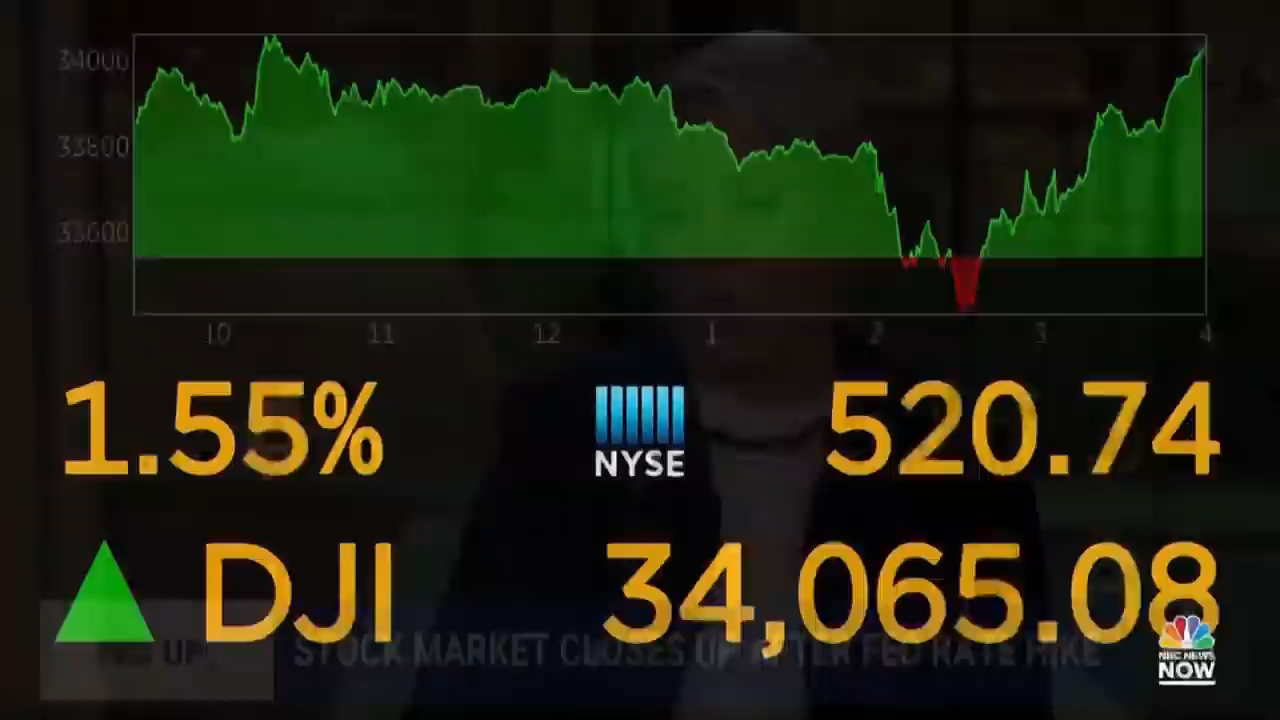 34000
33800
33600
10 11 12 1 2 3 4
1.55%
NYSE
520.74
DJI
34,065.08
STOCK MARKET CLOSES UP AFTER FED RATE HIKE
NBC NEWS
NOW